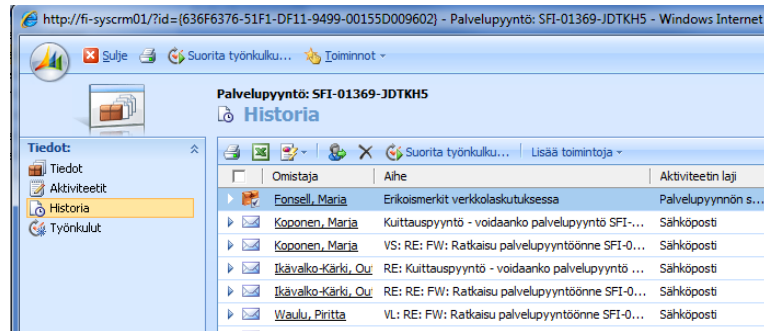 http://fi-syscrm01/?id={636F6376-51F1-DF11-9499-00155D009602} - Palvelupyyntö: SFI-01369-JDTKH5 - Windows Internet
Sulje Suorita työnkulku... Toiminnot
Palvelupyyntö: SFI-01369-JDTKH5
Historia
Tiedot:
Tiedot
Aktiviteetit
Historia
Työnkulut
Suorita työnkulku... Lisää toimintoja
Omistaja Aihe Aktiviteetin laji
Fonsell, Maria Erikoismerkit verkkolaskutuksessa Palvelupyynnön s...
Koponen, Marja Kuittauspyyntö - voidaanko palvelupyyntö SFI-... Sähköposti
Koponen, Marja VS: RE: FW: Ratkaisu palvelupyyntöönne SFI-0... Sähköposti
Ikävalko-Kärki, Ou RE: Kuittauspyyntö - voidaanko palvelupyyntö ... Sähköposti
Ikävalko-Kärki, Ou RE: RE: FW: Ratkaisu palvelupyyntöönne SFI-0... Sähköposti
Waulu, Piritta VL: RE: FW: Ratkaisu palvelupyyntöönne SFI-0... Sähköposti